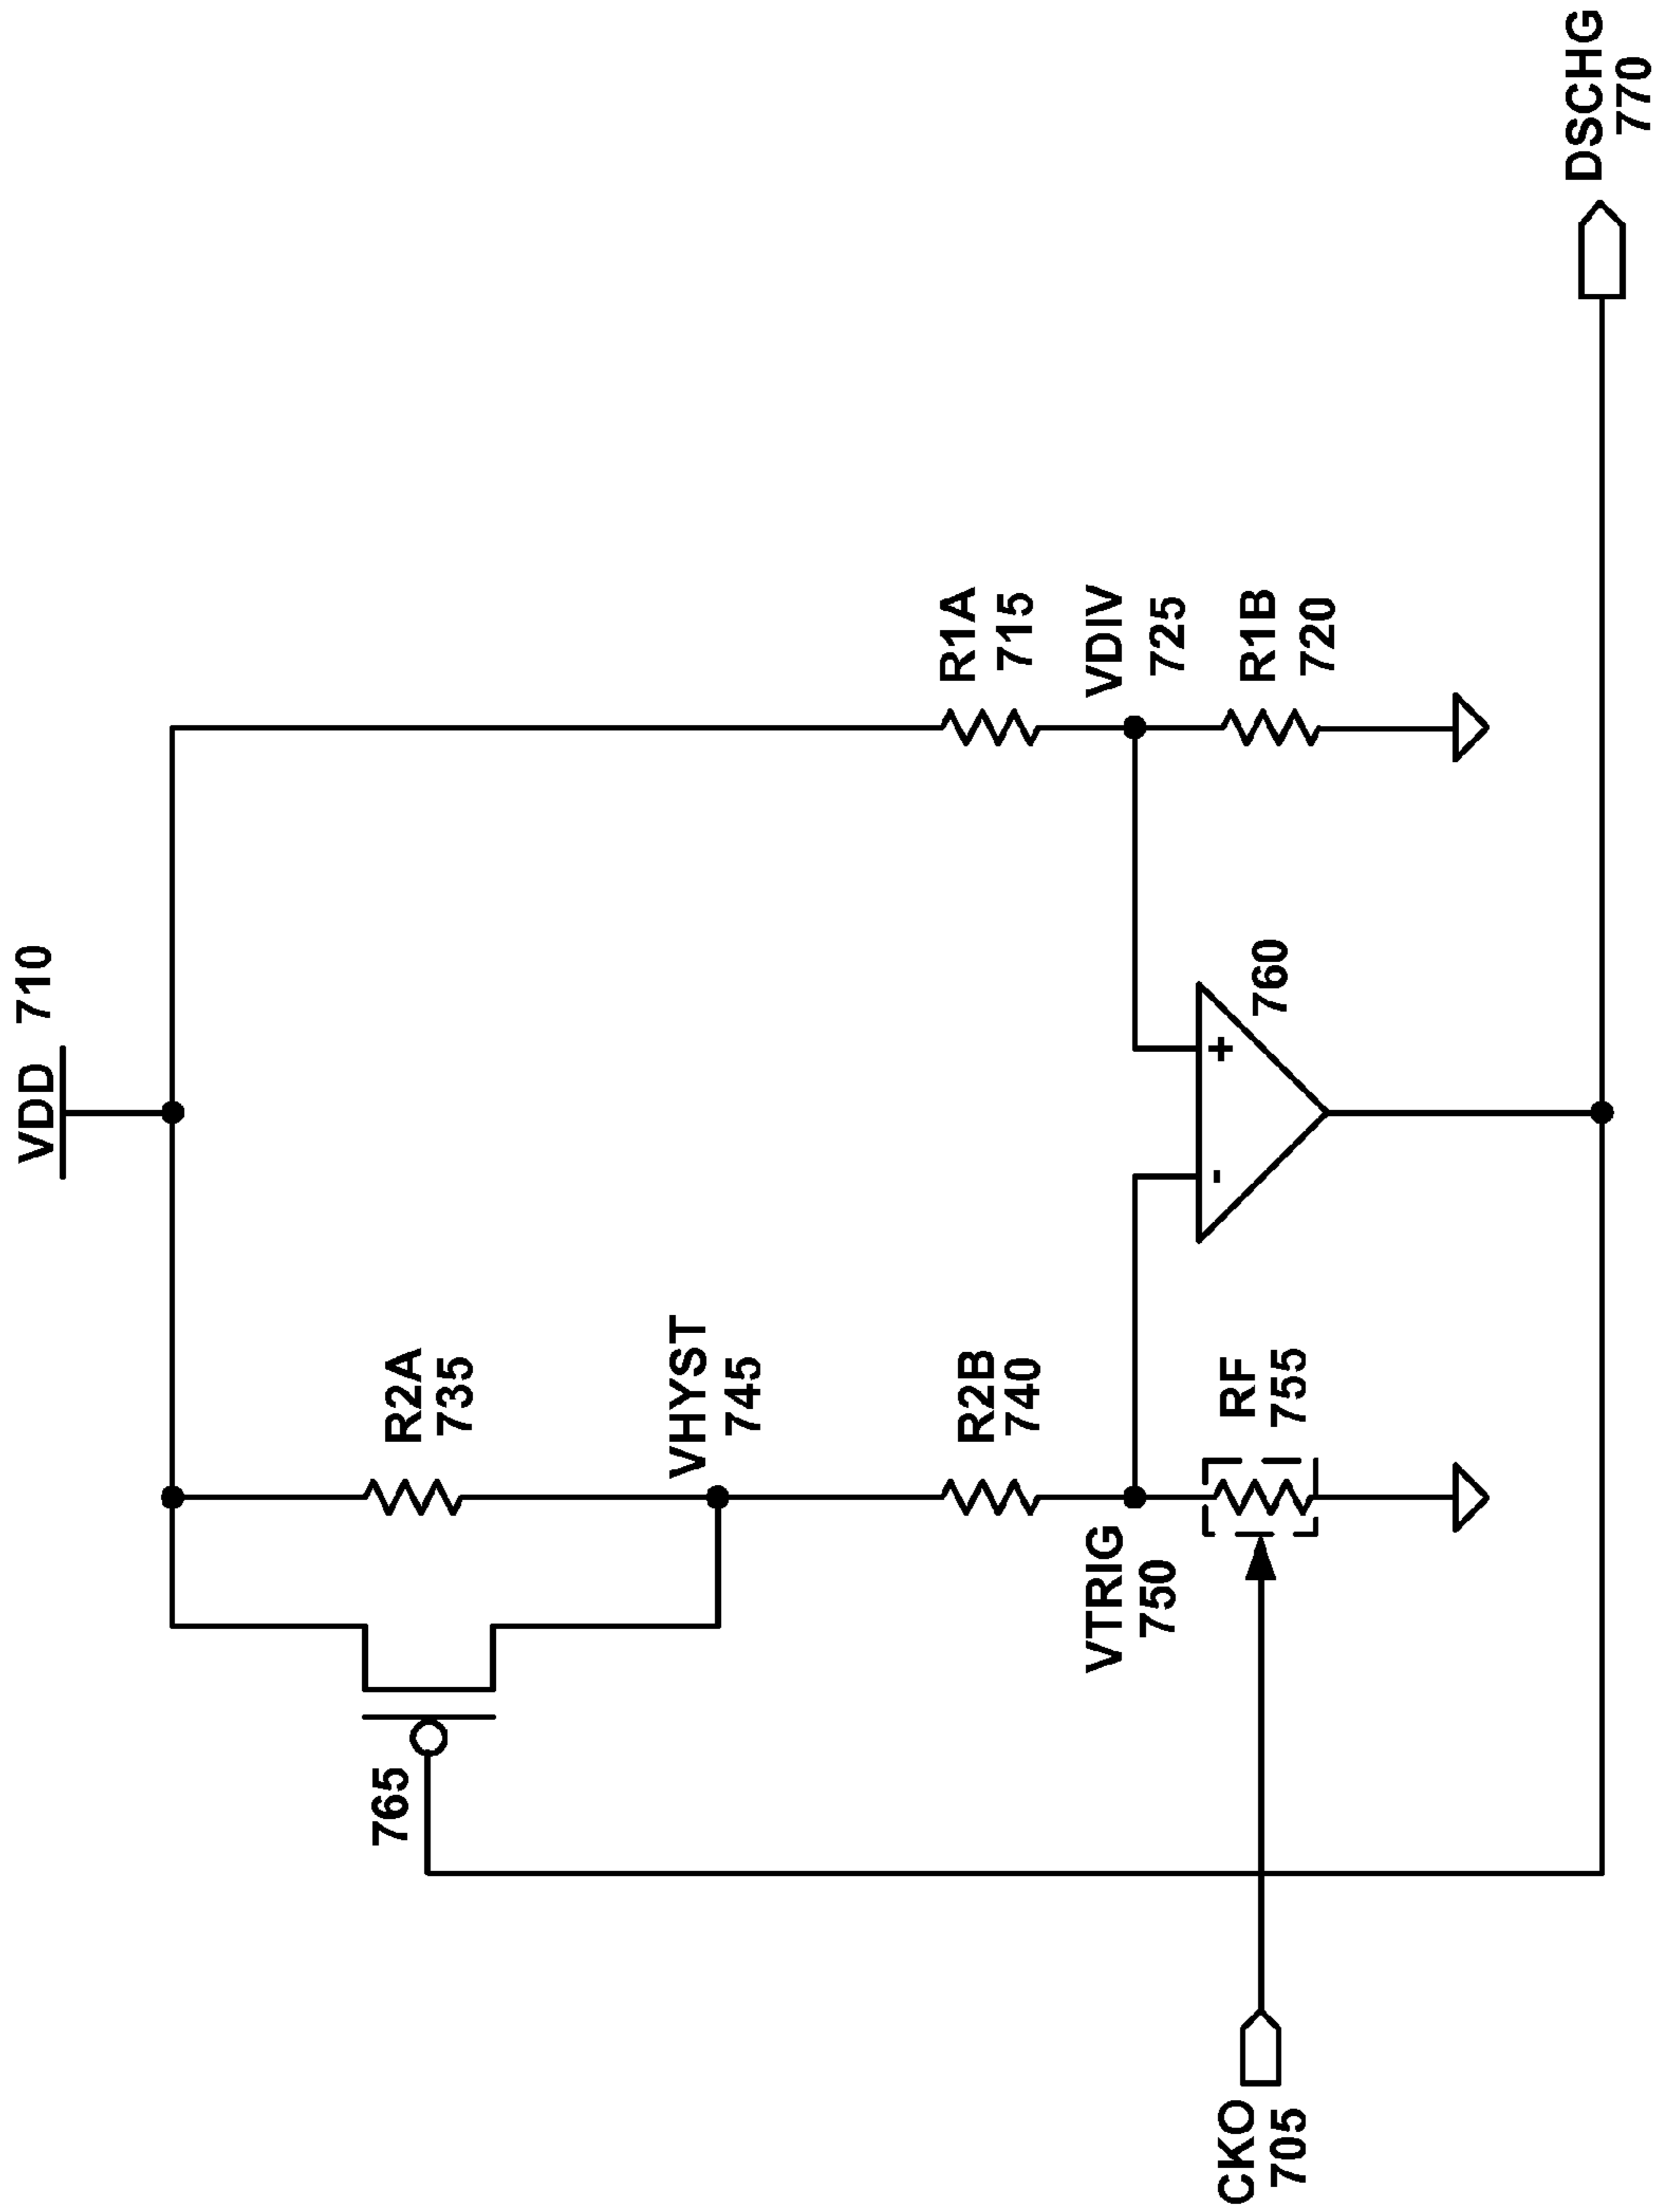 VDD 710
R2A
735
VHYST
745
R2B
740
VTRIG
750
RF
755
765
R1A
715
VDIV
725
R1B
720
-
+
760
CKO
705
DSCHG
770